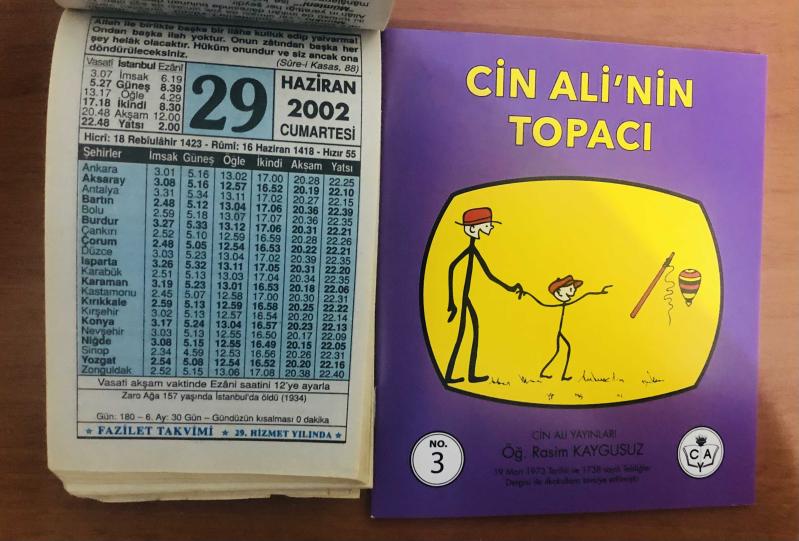 Allah ile birlikte başka bir ilâhe kulluk edip yalvarma!
Ondan başka ilah yoktur. Onun zâtından başka her
şey helâk olacaktır. Hüküm onundur ve siz ancak ona
döndürüleceksiniz.
(Sûre-i Kasas, 88)
Vasatî İstanbul Ezânî
3.07 İmsak 6.19
5.27 Güneş 8.39
13.17 Öğle 4.29
17.18 İkindi 8.30
20.48 Akşam 12.00
22.48 Yatsı 2.00
29
HAZİRAN
2002
CUMARTESİ
Hicrî: 18 Rebîulâhir 1423 - Rûmî: 16 Haziran 1418 - Hızır 55
Şehirler İmsak Güneş Öğle İkindi Akşam Yatsı
Ankara 3.01 5.16 13.02 17.00 20.28 22.25
Aksaray 3.08 5.16 12.57 16.52 20.19 22.10
Antalya 3.31 5.34 13.11 17.02 20.27 22.15
Bartın 2.48 5.12 13.04 17.06 20.36 22.39
Bolu 2.59 5.18 13.07 17.07 20.36 22.35
Burdur 3.27 5.33 13.12 17.06 20.31 22.21
Çankırı 2.52 5.10 12.59 16.59 20.28 22.26
Çorum 2.48 5.05 12.54 16.53 20.22 22.21
Düzce 3.03 5.23 13.04 17.02 20.39 22.35
Isparta 3.26 5.32 13.11 17.05 20.31 22.20
Karabük 2.51 5.13 13.03 17.04 20.34 22.35
Karaman 3.19 5.23 13.01 16.53 20.18 22.06
Kastamonu 2.45 5.07 12.58 17.00 20.30 22.31
Kırıkkale 2.59 5.13 12.59 16.58 20.25 22.22
Kırşehir 3.02 5.13 12.57 16.54 20.20 22.14
Konya 3.17 5.24 13.04 16.57 20.23 22.13
Nevşehir 3.03 5.13 12.55 16.50 20.17 22.09
Niğde 3.08 5.15 12.55 16.49 20.15 22.05
Sinop 2.34 4.59 12.53 16.56 20.26 22.31
Yozgat 2.54 5.08 12.54 16.52 20.20 22.16
Zonguldak 2.52 5.15 13.06 17.08 20.38 22.40
Vasati akşam vaktinde Ezâni saatini 12'ye ayarla
Zaro Ağa 157 yaşında İstanbul'da öldü (1934)
Gün: 180 – 6. Ay: 30 Gün – Gündüzün kısalması 0 dakika
FAZİLET TAKVİMİ 29. HİZMET YILINDA
CİN ALİ'NİN
TOPACI
NO.
3
CİN ALİ YAYINLARI
Öğ. Rasim KAYGUSUZ
19 Mart 1973 Tarihli ve 1738 sayılı Tebliğler
Dergisi ile ilkokullara tavsiye edilmiştir.
C A